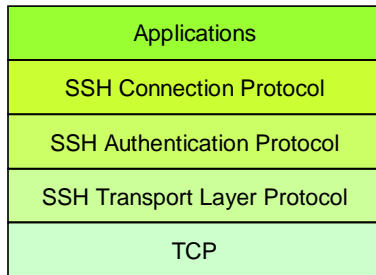 Applications
SSH Connection Protocol
SSH Authentication Protocol
SSH Transport Layer Protocol
TCP